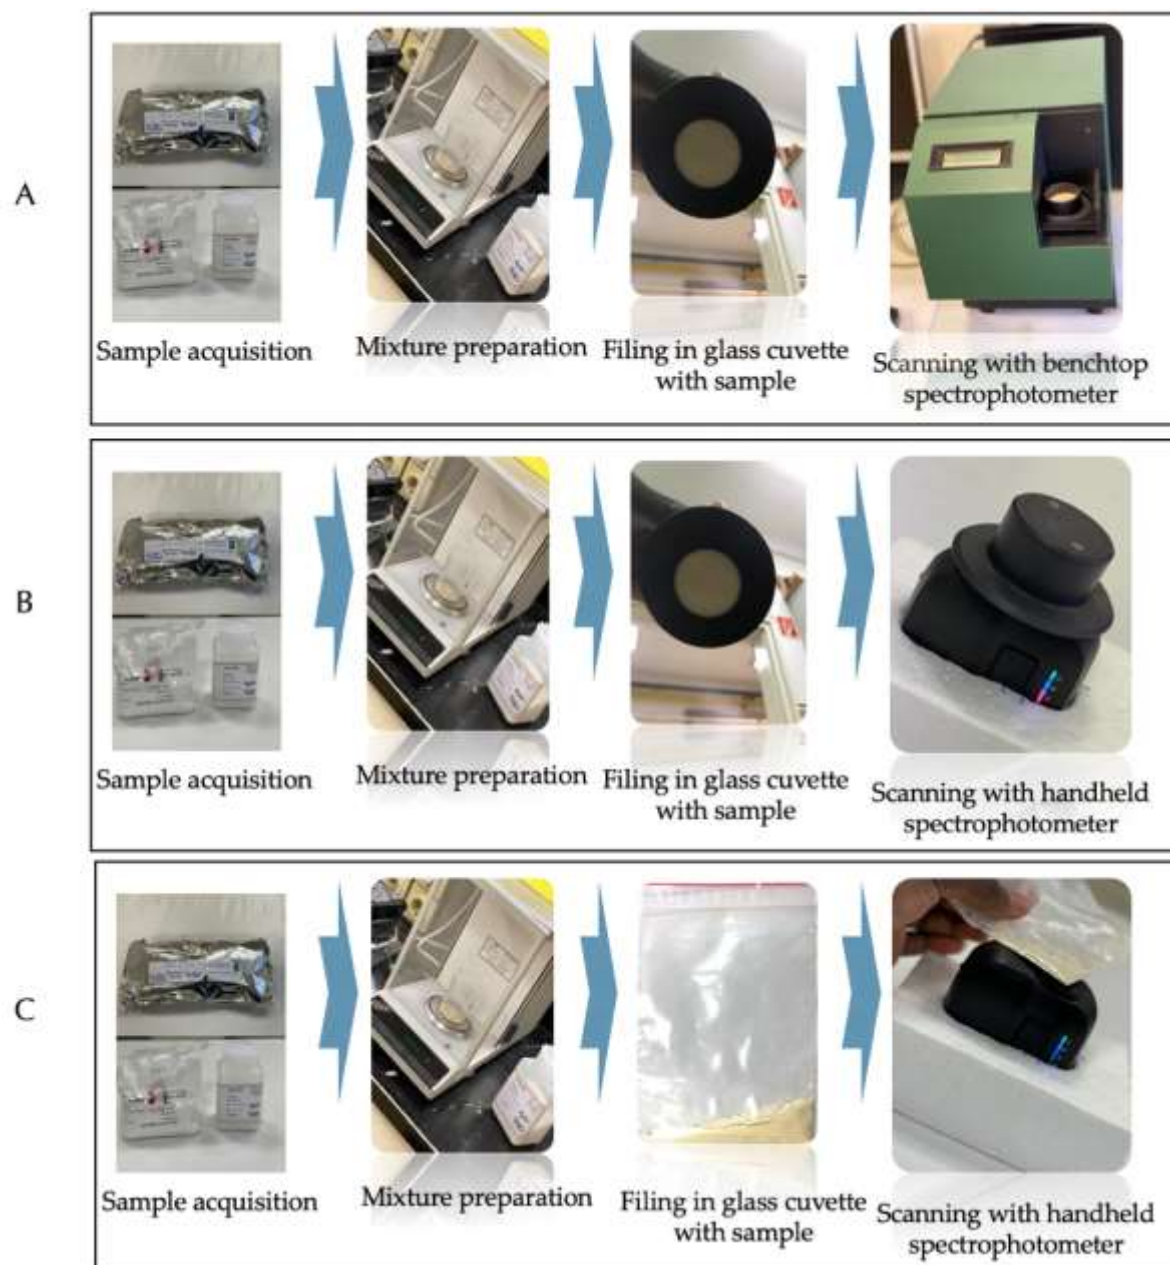 A
Sample acquisition
Mixture preparation
Filing in glass cuvette
with sample
Scanning with benchtop
spectrophotometer
B
Sample acquisition
Mixture preparation
Filing in glass cuvette
with sample
Scanning with handheld
spectrophotometer
C
Sample acquisition
Mixture preparation
Filing in glass cuvette
with sample
Scanning with handheld
spectrophotometer